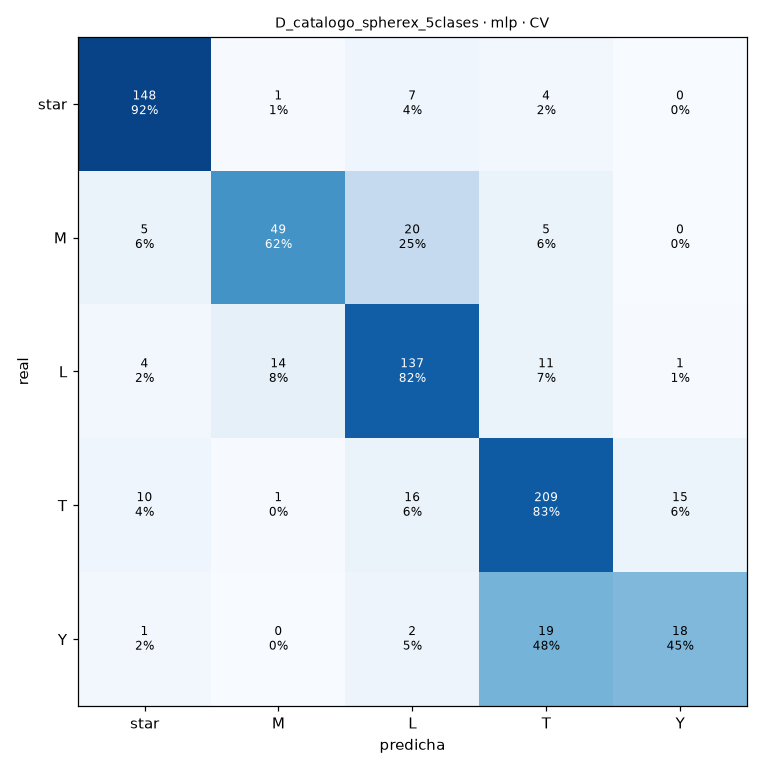 D_catalogo_spherex_5clases · mlp · CV
star
148 1 7 4 0
92% 1% 4% 2% 0%
M
5 49 20 5 0
6% 62% 25% 6% 0%
real
L
4 14 137 11 1
2% 8% 82% 7% 1%
T
10 1 16 209 15
4% 0% 6% 83% 6%
Y
1 0 2 19 18
2% 0% 5% 48% 45%
star M L T Y
predicha